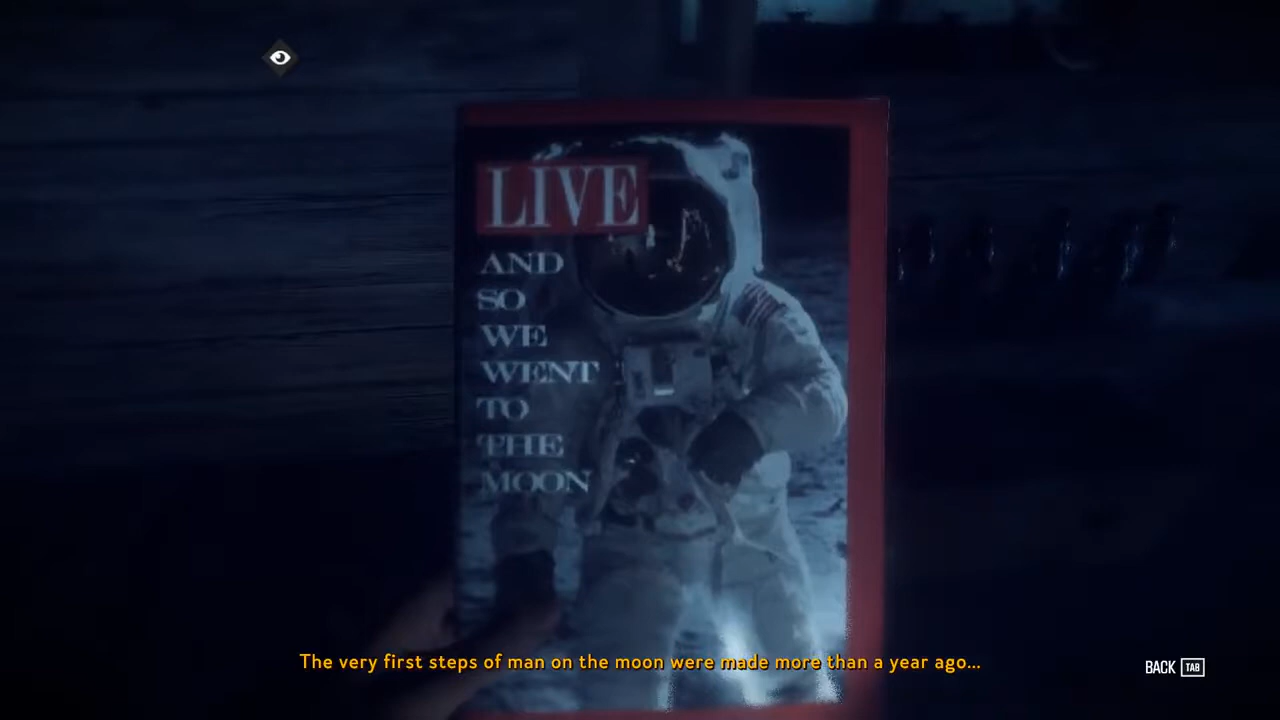 LIVE
AND
SO
WE
WENT
TO
THE
MOON
The very first steps of man on the moon were made more than a year ago...
BACK TAB